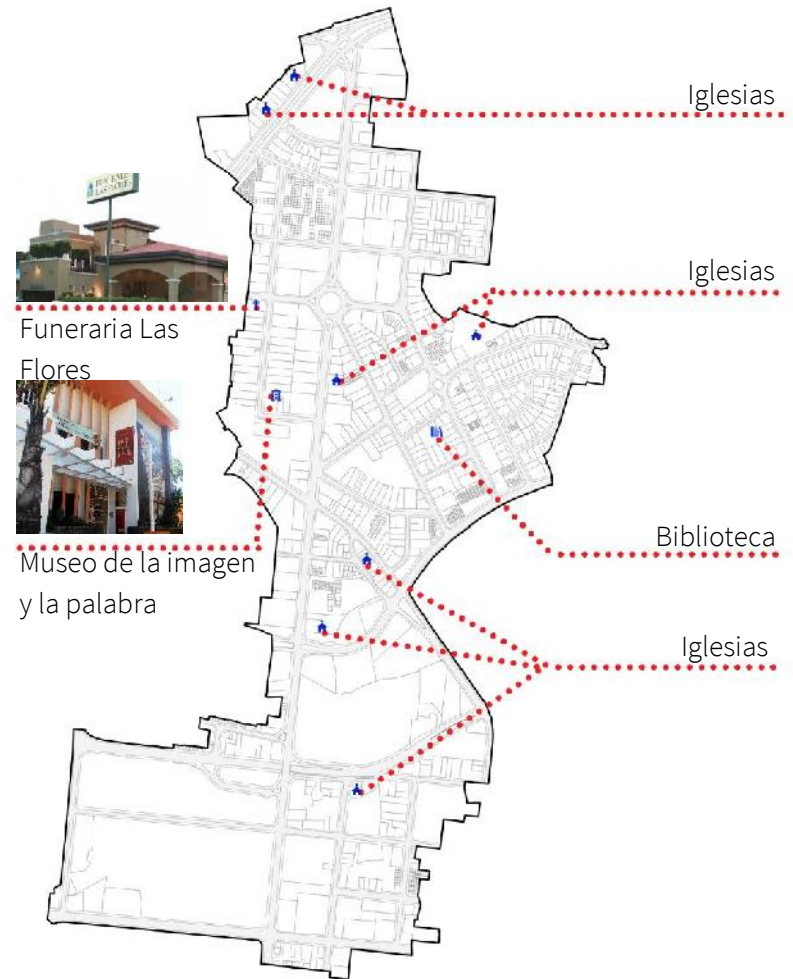 Iglesias
Iglesias
Funeraria Las
Flores
Museo de la imagen
y la palabra
Biblioteca
Iglesias